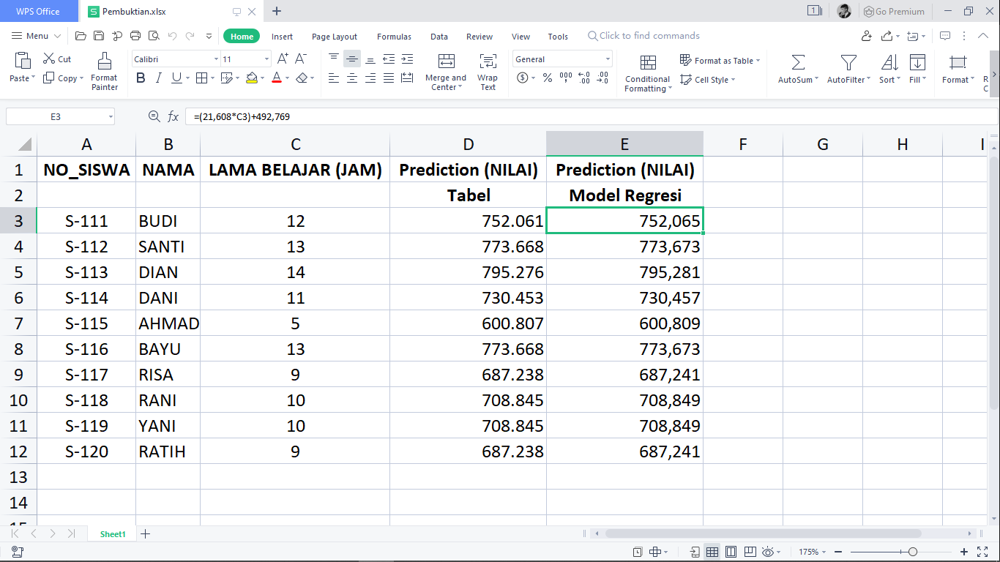 WPS Office Pembuktian.xlsx 1 Go Premium
Menu Home Insert Page Layout Formulas Data Review View Tools Click to find commands
Paste Cut Copy Format Painter Calibri 11 A+ A- B I U A Merge and Center Wrap Text General $ % 000 Conditional Formatting Format as Table Cell Style AutoSum AutoFilter Sort Fill Format
E3 fx =(21,608*C3)+492,769
A B C D E F G H I
1 NO_SISWA NAMA LAMA BELAJAR (JAM) Prediction (NILAI) Prediction (NILAI)
2 Tabel Model Regresi
3 S-111 BUDI 12 752.061 752,065
4 S-112 SANTI 13 773.668 773,673
5 S-113 DIAN 14 795.276 795,281
6 S-114 DANI 11 730.453 730,457
7 S-115 AHMAD 5 600.807 600,809
8 S-116 BAYU 13 773.668 773,673
9 S-117 RISA 9 687.238 687,241
10 S-118 RANI 10 708.845 708,849
11 S-119 YANI 10 708.845 708,849
12 S-120 RATIH 9 687.238 687,241
13
14
Sheet1
175%